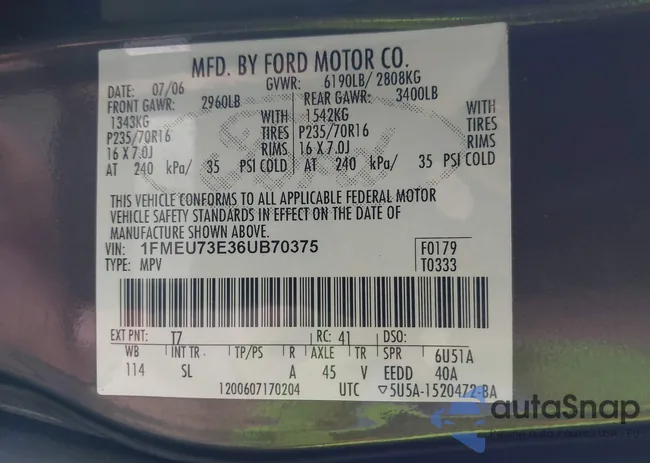 MFD. BY FORD MOTOR CO.
DATE: 07/06 GVWR: 6190LB/ 2808KG
FRONT GAWR: 2960LB REAR GAWR: 3400LB
1343KG WITH 1542KG WITH
P235/70R16 TIRES P235/70R16 TIRES
16 X 7.0J RIMS 16 X 7.0J RIMS
AT 240 kPa/ 35 PSI COLD AT 240 kPa/ 35 PSI COLD
THIS VEHICLE CONFORMS TO ALL APPLICABLE FEDERAL MOTOR
VEHICLE SAFETY STANDARDS IN EFFECT ON THE DATE OF
MANUFACTURE SHOWN ABOVE.
VIN: 1FMEU73E36UB70375 F0179
TYPE: MPV T0333
EXT PNT: T7 RC: 41 DSO:
WB INT TR TP/PS R AXLE TR SPR 6U51A
114 SL A 45 V EEDD 40A
1200607170204 UTC ▽5U5A-1520472-BA
autaSnap